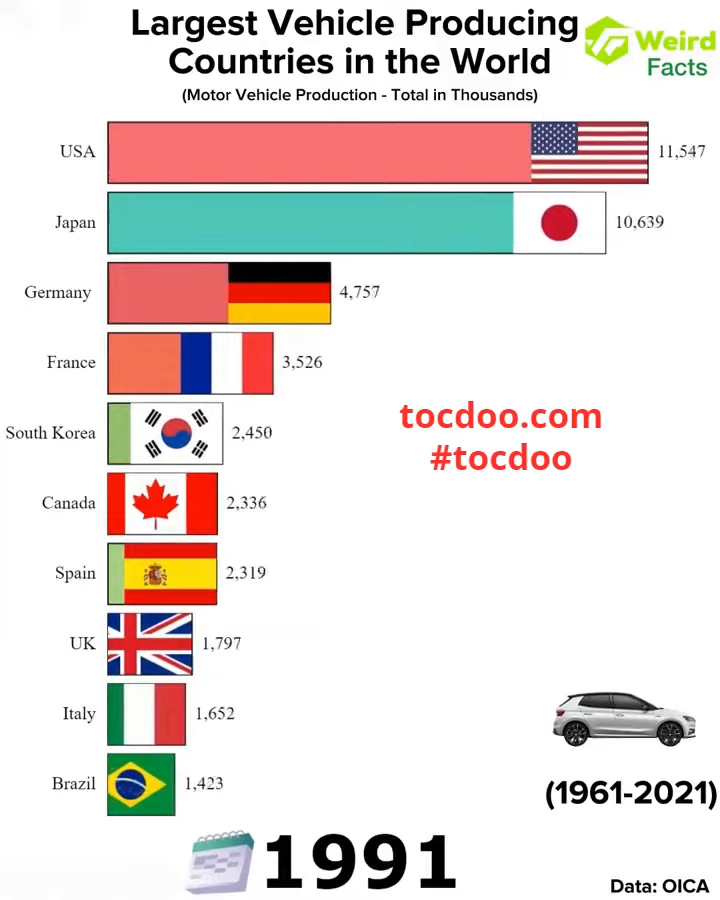 Largest Vehicle Producing
Countries in the World
(Motor Vehicle Production - Total in Thousands)
Weird
Facts
USA 11,547
Japan 10,639
Germany 4,757
France 3,526
South Korea 2,450
tocdoo.com
#tocdoo
Canada 2,336
Spain 2,319
UK 1,797
Italy 1,652
Brazil 1,423
(1961-2021)
1991
Data: OICA